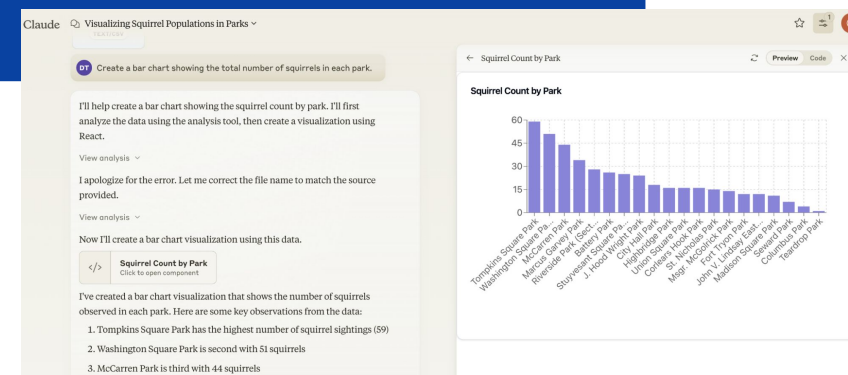 Claude
Visualizing Squirrel Populations in Parks
1
DT
Create a bar chart showing the total number of squirrels in each park.
I'll help create a bar chart showing the squirrel count by park. I'll first
analyze the data using the analysis tool, then create a visualization using
React.
View analysis
I apologize for the error. Let me correct the file name to match the source
provided.
View analysis
Now I'll create a bar chart visualization using this data.
</>
Squirrel Count by Park
Click to open component
I've created a bar chart visualization that shows the number of squirrels
observed in each park. Here are some key observations from the data:
1. Tompkins Square Park has the highest number of squirrel sightings (59)
2. Washington Square Park is second with 51 squirrels
3. McCarren Park is third with 44 squirrels
← Squirrel Count by Park
Preview
Code
Squirrel Count by Park
60
45
30
15
0
Tompkins Square Park
Washington Square Pa...
McCarren Park
Marcus Garvey Park
Riverside Park (Sect...
Battery Park
Stuyvesant Square Pa...
J. Hood Wright Park
City Hall Park
Highbridge Park
Union Square Park
Corlears Hook Park
St. Nicholas Park
Msgr. McGolrick Park
Fort Tryon Park
John V. Lindsay East...
Madison Square Park
Seward Park
Columbus Park
Teardrop Park